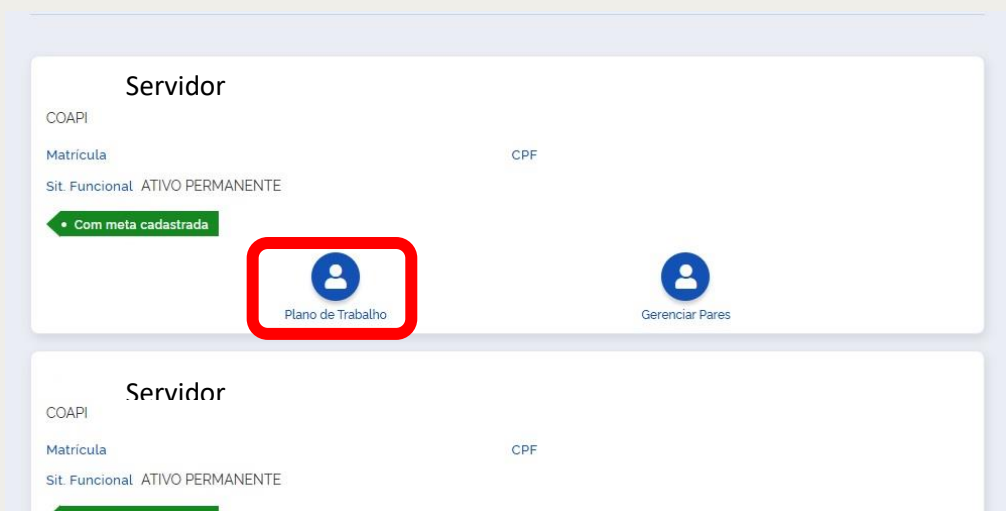 Servidor
COAPI
Matrícula CPF
Sit. Funcional ATIVO PERMANENTE
• Com meta cadastrada
Plano de Trabalho Gerenciar Pares
Servidor
COAPI
Matrícula CPF
Sit. Funcional ATIVO PERMANENTE